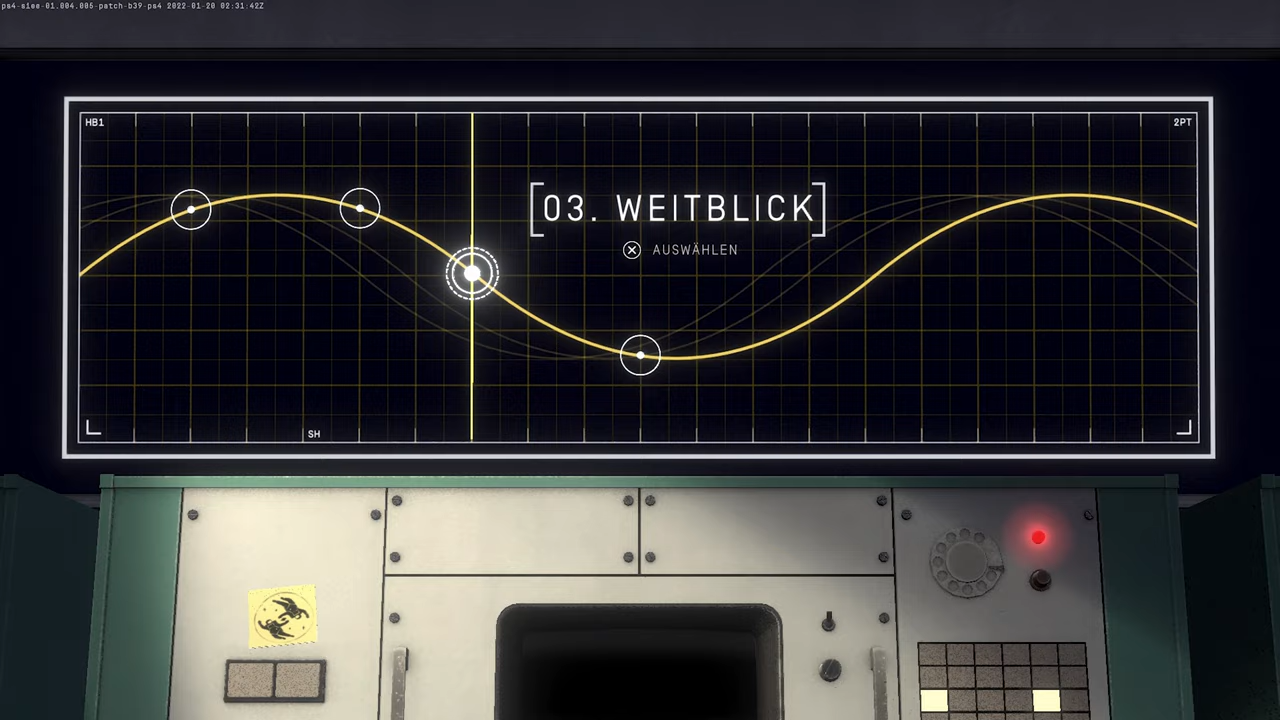 ps4-siee-01.004.005-patch-b39-ps4 2022-01-20 02:31:42Z
HB1
2PT
[03. WEITBLICK]
AUSWÄHLEN
SH